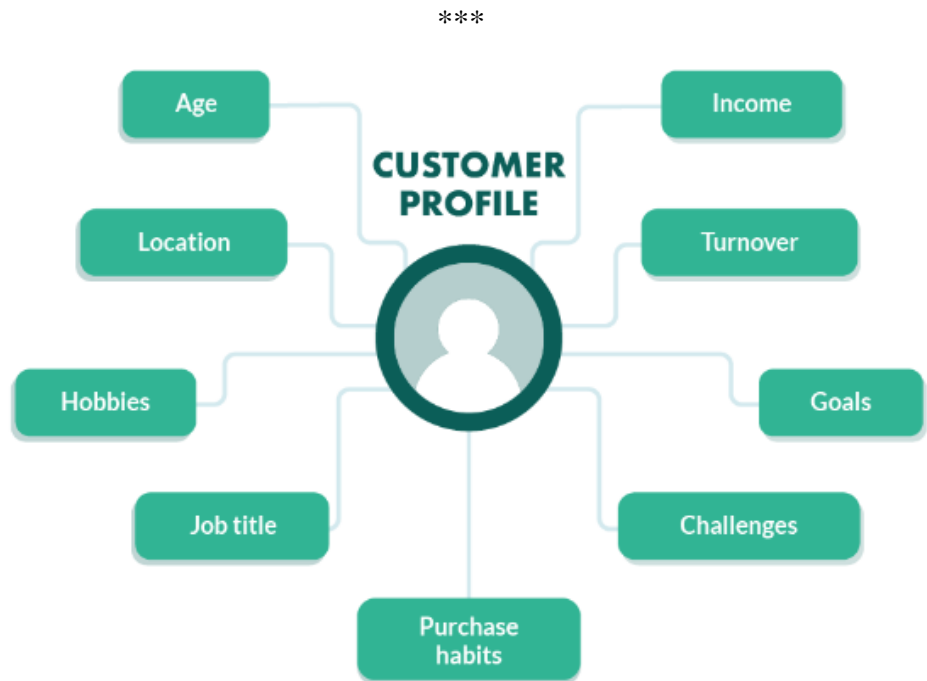 ***
Age
Income
CUSTOMER
PROFILE
Location
Turnover
Hobbies
Goals
Job title
Challenges
Purchase
habits